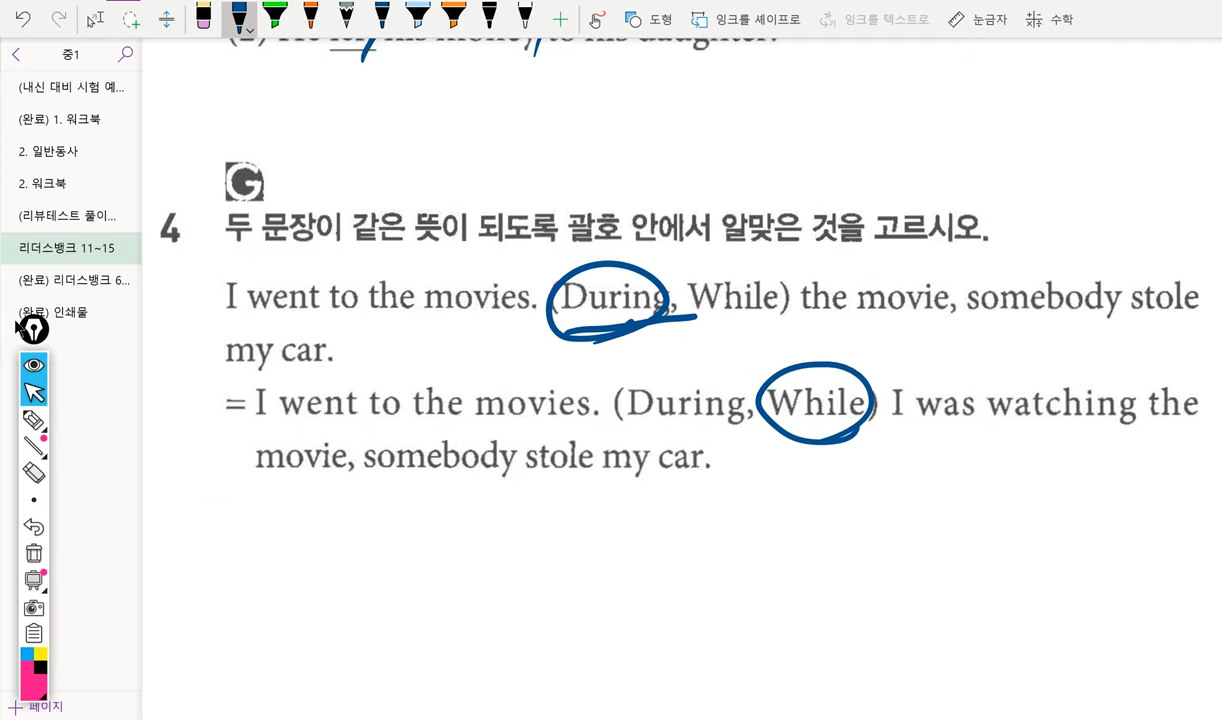 도형
잉크를 셰이프로
잉크를 텍스트로
눈금자
수학
중1
(내신 대비 시험 예...
(완료) 1. 워크북
2. 일반동사
2. 워크북
(리뷰테스트 풀이...
리더스뱅크 11~15
(완료) 리더스뱅크 6...
(완료) 인쇄물
페이지
his daughter.
G
4 두 문장이 같은 뜻이 되도록 괄호 안에서 알맞은 것을 고르시오.
I went to the movies. (During, While) the movie, somebody stole
my car.
= I went to the movies. (During, While) I was watching the
movie, somebody stole my car.